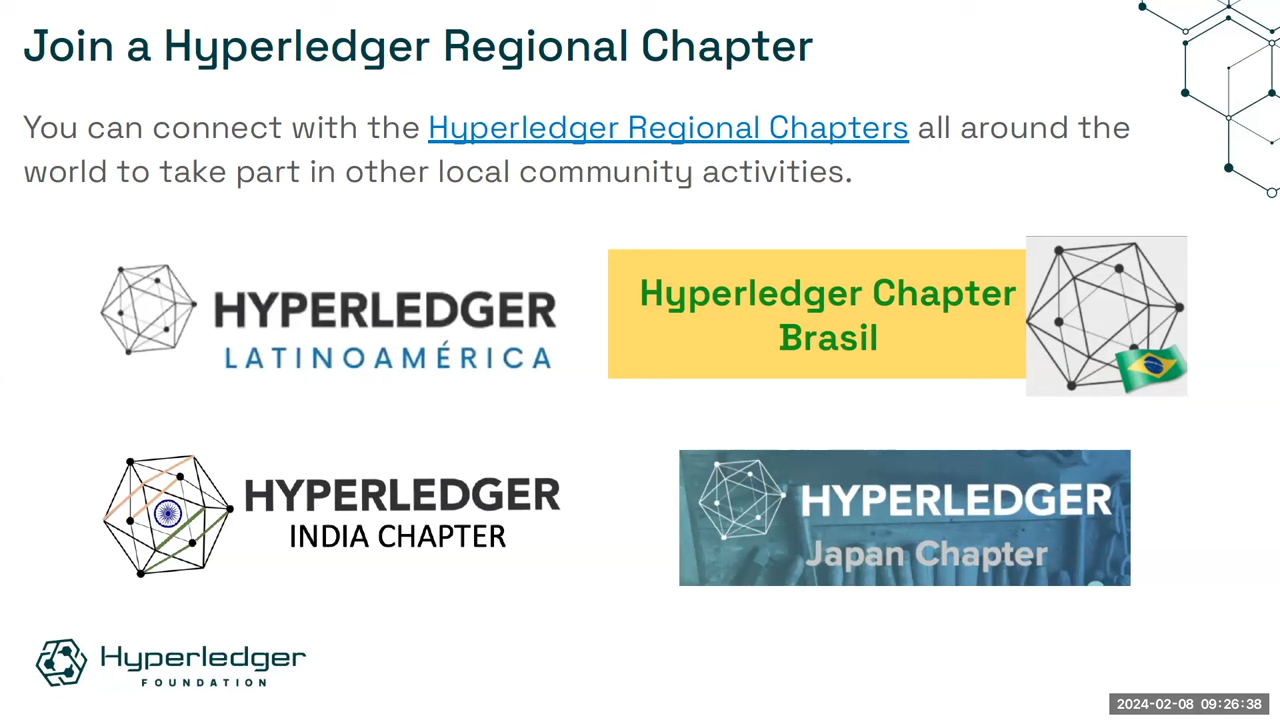 Join a Hyperledger Regional Chapter
You can connect with the Hyperledger Regional Chapters all around the
world to take part in other local community activities.
HYPERLEDGER
LATINOAMÉRICA
Hyperledger Chapter
Brasil
HYPERLEDGER
INDIA CHAPTER
HYPERLEDGER
Japan Chapter
Hyperledger
FOUNDATION
2024-02-08 09:26:38